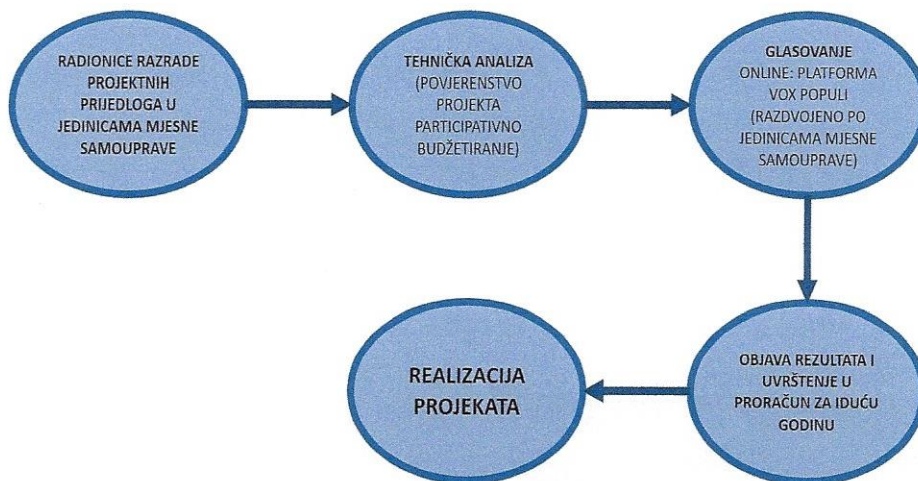 RADIONICE RAZRADE
PROJEKTNIH
PRIJEDLOGA U
JEDINICAMA MJESNE
SAMOUPRAVE
TEHNIČKA ANALIZA
(POVJERENSTVO
PROJEKTA
PARTICIPATIVNO
BUDŽETIRANJE)
GLASOVANJE
ONLINE: PLATFORMA
VOX POPULI
(RAZDVOJENO PO
JEDINICAMA MJESNE
SAMOUPRAVE)
OBJAVA REZULTATA I
UVRŠTENJE U
PRORAČUN ZA IDUĆU
GODINU
REALIZACIJA
PROJEKATA